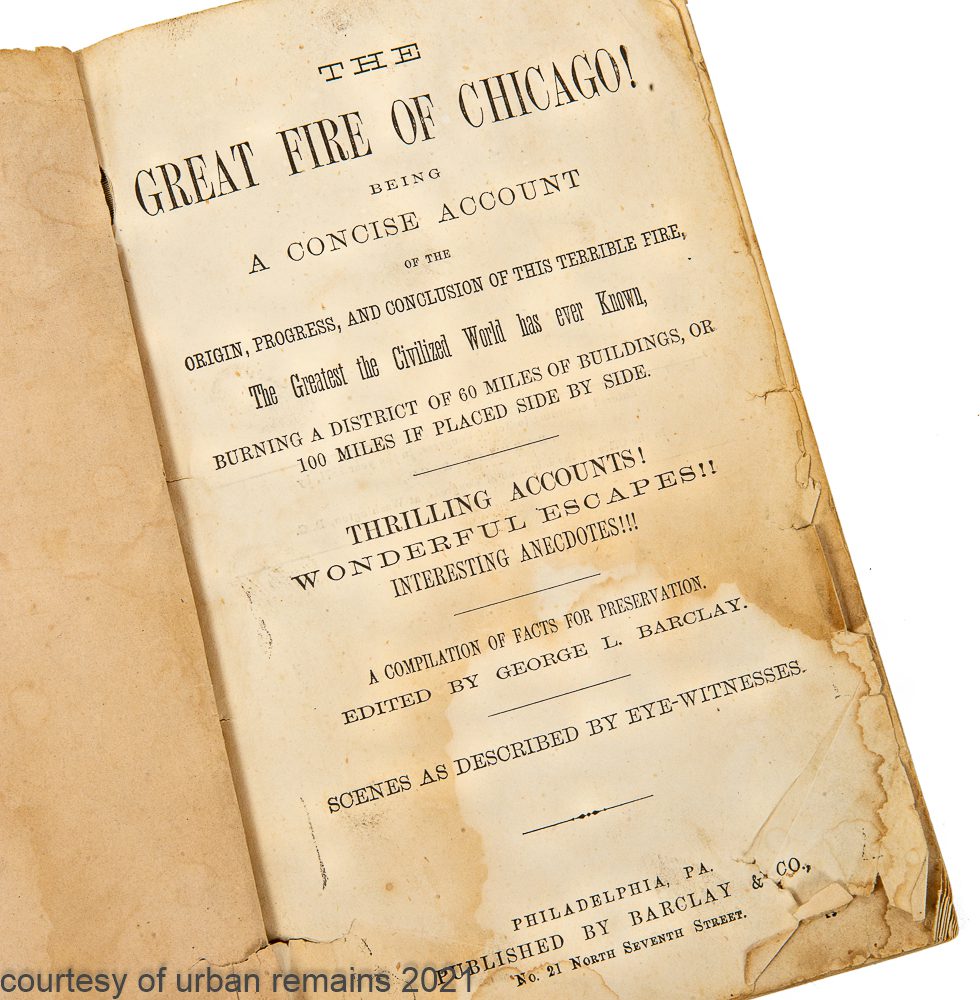 THE
GREAT FIRE OF CHICAGO!
BEING
A CONCISE ACCOUNT
OF THE
ORIGIN, PROGRESS, AND CONCLUSION OF THIS TERRIBLE FIRE,
The Greatest the Civilized World has ever Known,
BURNING A DISTRICT OF 60 MILES OF BUILDINGS, OR
100 MILES IF PLACED SIDE BY SIDE.
THRILLING ACCOUNTS!
WONDERFUL ESCAPES!!
INTERESTING ANECDOTES!!!
A COMPILATION OF FACTS FOR PRESERVATION.
EDITED BY GEORGE L. BARCLAY.
SCENES AS DESCRIBED BY EYE-WITNESSES.
PHILADELPHIA, PA.
PUBLISHED BY BARCLAY & CO.,
No. 21 North Seventh Street.
courtesy of urban remains 2021